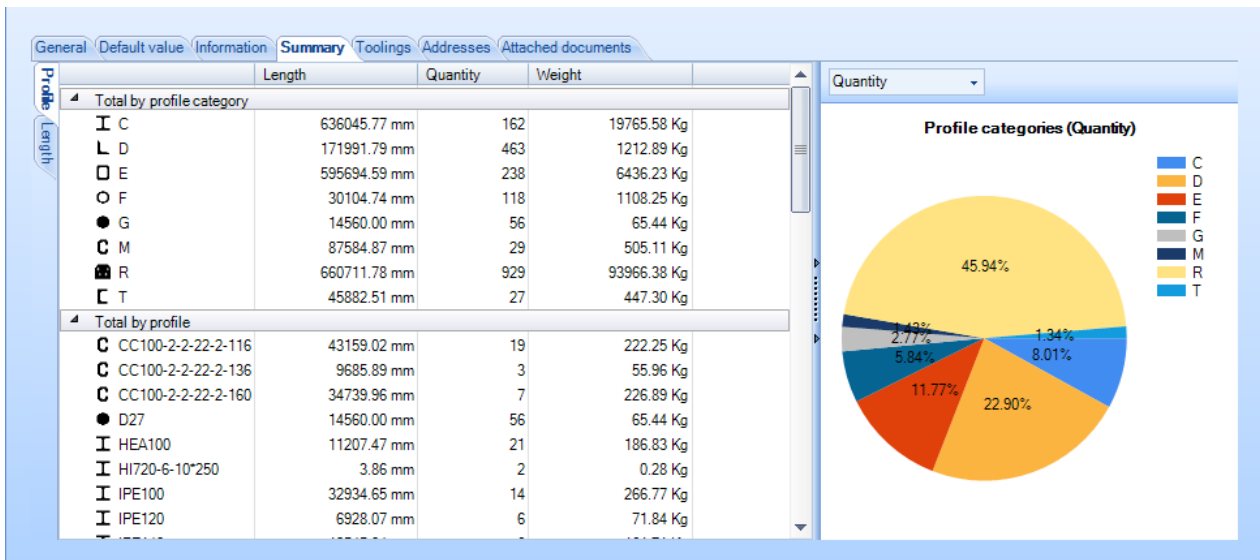 General Default value Information Summary Toolings Addresses Attached documents
Profile
Length
Length Quantity Weight
Total by profile category
C 636045.77 mm 162 19765.58 Kg
D 171991.79 mm 463 1212.89 Kg
E 595694.59 mm 238 6436.23 Kg
F 30104.74 mm 118 1108.25 Kg
G 14560.00 mm 56 65.44 Kg
M 87584.87 mm 29 505.11 Kg
R 660711.78 mm 929 93966.38 Kg
T 45882.51 mm 27 447.30 Kg
Total by profile
CC100-2-2-22-2-116 43159.02 mm 19 222.25 Kg
CC100-2-2-22-2-136 9685.89 mm 3 55.96 Kg
CC100-2-2-22-2-160 34739.96 mm 7 226.89 Kg
D27 14560.00 mm 56 65.44 Kg
HEA100 11207.47 mm 21 186.83 Kg
HI720-6-10*250 3.86 mm 2 0.28 Kg
IPE100 32934.65 mm 14 266.77 Kg
IPE120 6928.07 mm 6 71.84 Kg
Quantity
Profile categories (Quantity)
C
D
E
F
G
M
R
T
45.94%
1.43%
2.77%
5.84%
11.77%
22.90%
8.01%
1.34%